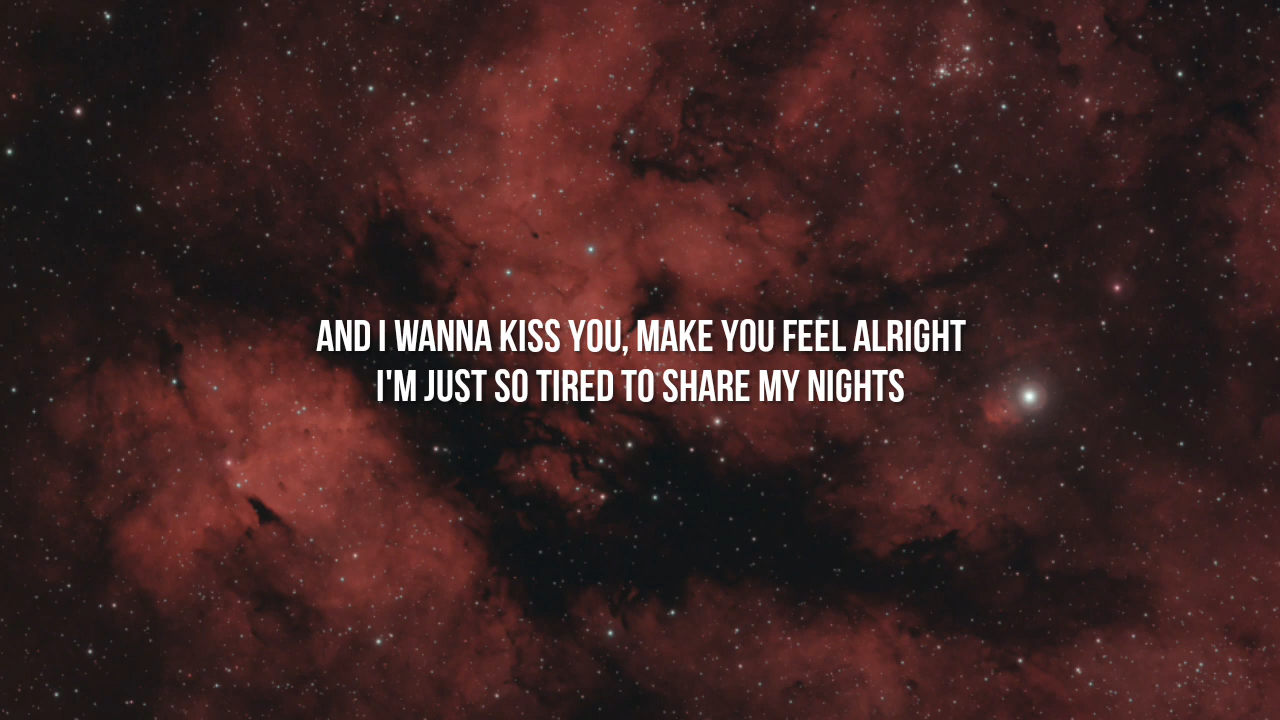 AND I WANNA KISS YOU, MAKE YOU FEEL ALRIGHT
I'M JUST SO TIRED TO SHARE MY NIGHTS